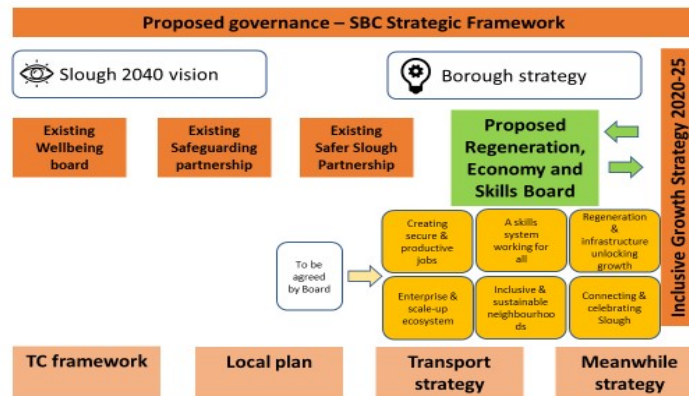 Proposed governance – SBC Strategic Framework
Slough 2040 vision
Borough strategy
Existing
Wellbeing
board
Existing
Safeguarding
partnership
Existing
Safer Slough
Partnership
Proposed
Regeneration,
Economy and
Skills Board
Inclusive Growth Strategy 2020-25
To be
agreed
by Board
Creating
secure &
productive
jobs
A skills
system
working for
all
Regeneration
&
infrastructure
unlocking
growth
Enterprise &
scale-up
ecosystem
Inclusive &
sustainable
neighbourhoo
ds
Connecting &
celebrating
Slough
TC framework
Local plan
Transport
strategy
Meanwhile
strategy